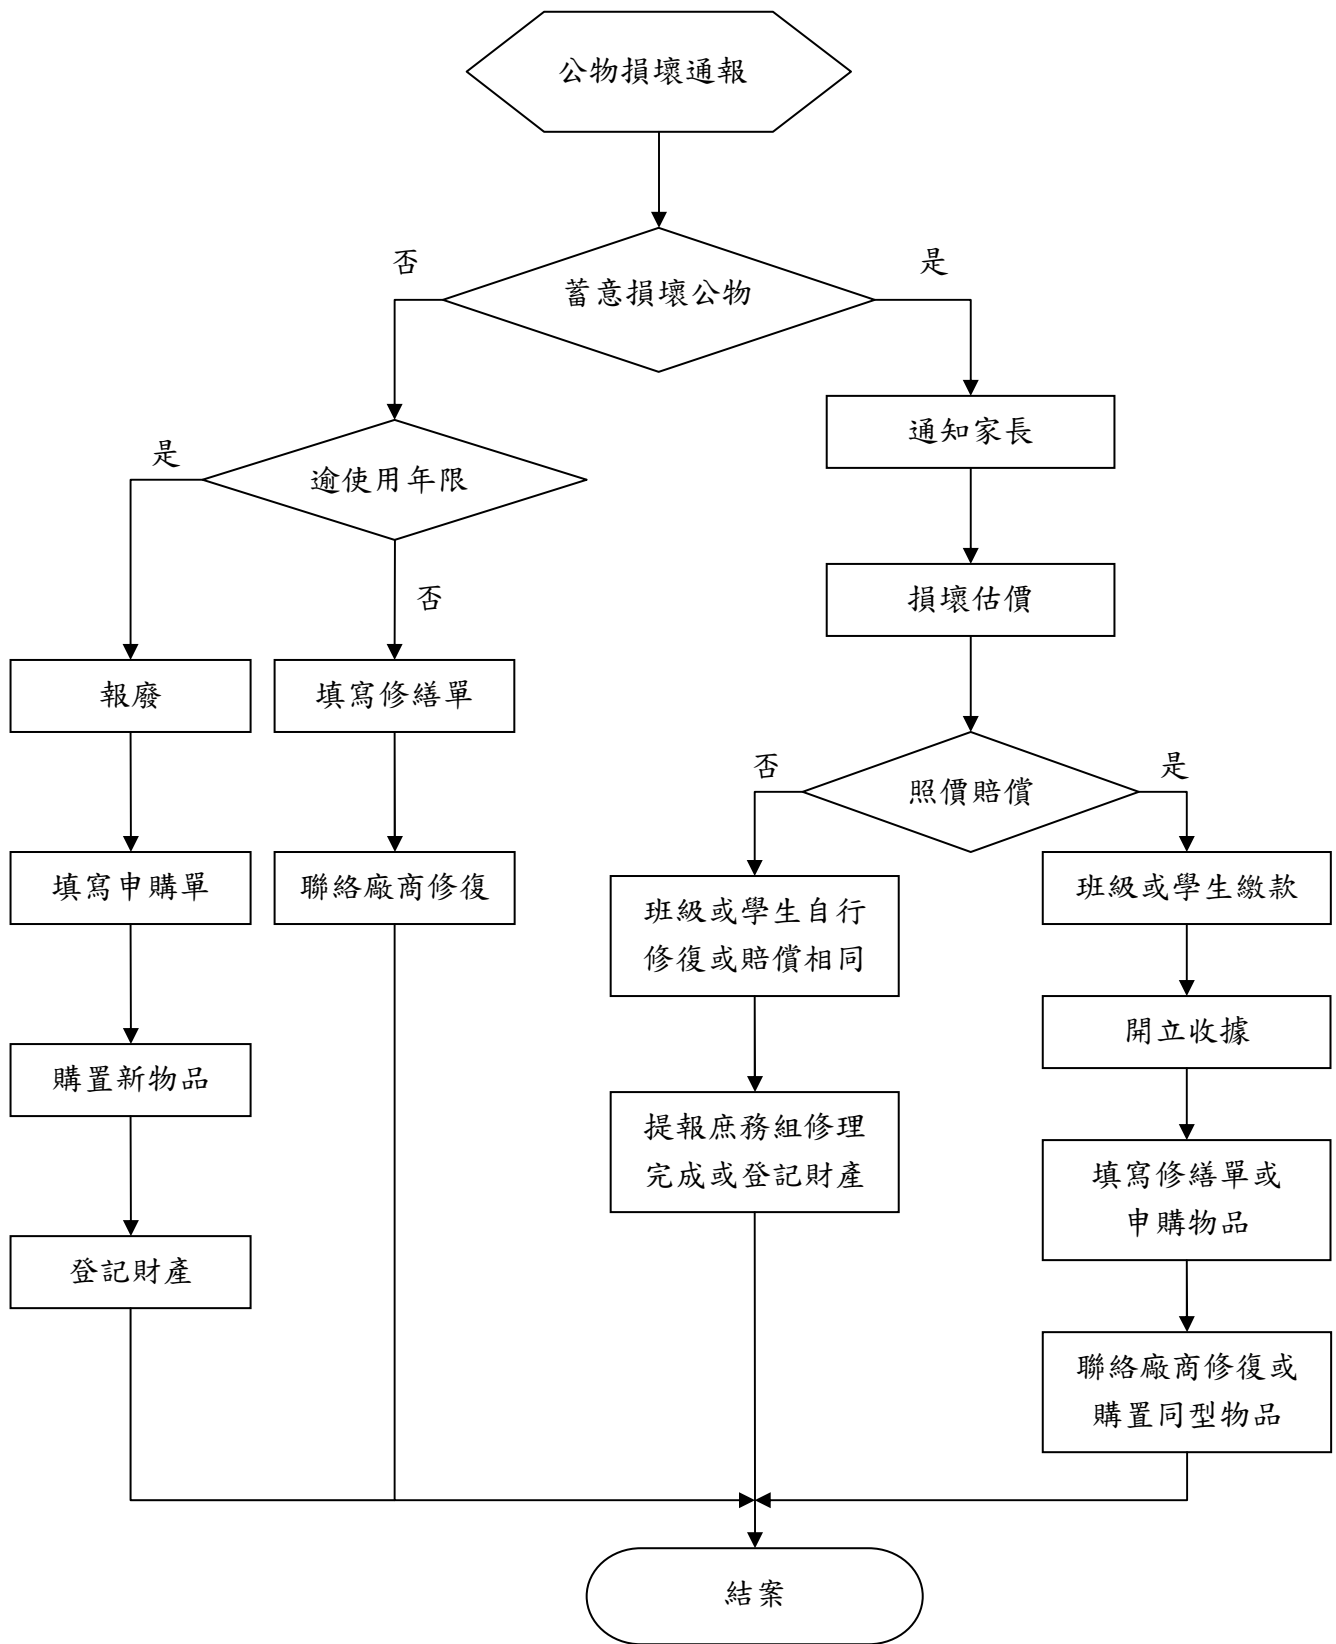 公物損壞通報
否
是
蓄意損壞公物
通知家長
是
逾使用年限
否
損壞估價
報廢
填寫修繕單
否
是
照價賠償
填寫申購單
聯絡廠商修復
班級或學生自行
修復或賠償相同
班級或學生繳款
開立收據
購置新物品
提報庶務組修理
完成或登記財產
填寫修繕單或
申購物品
登記財產
聯絡廠商修復或
購置同型物品
結案